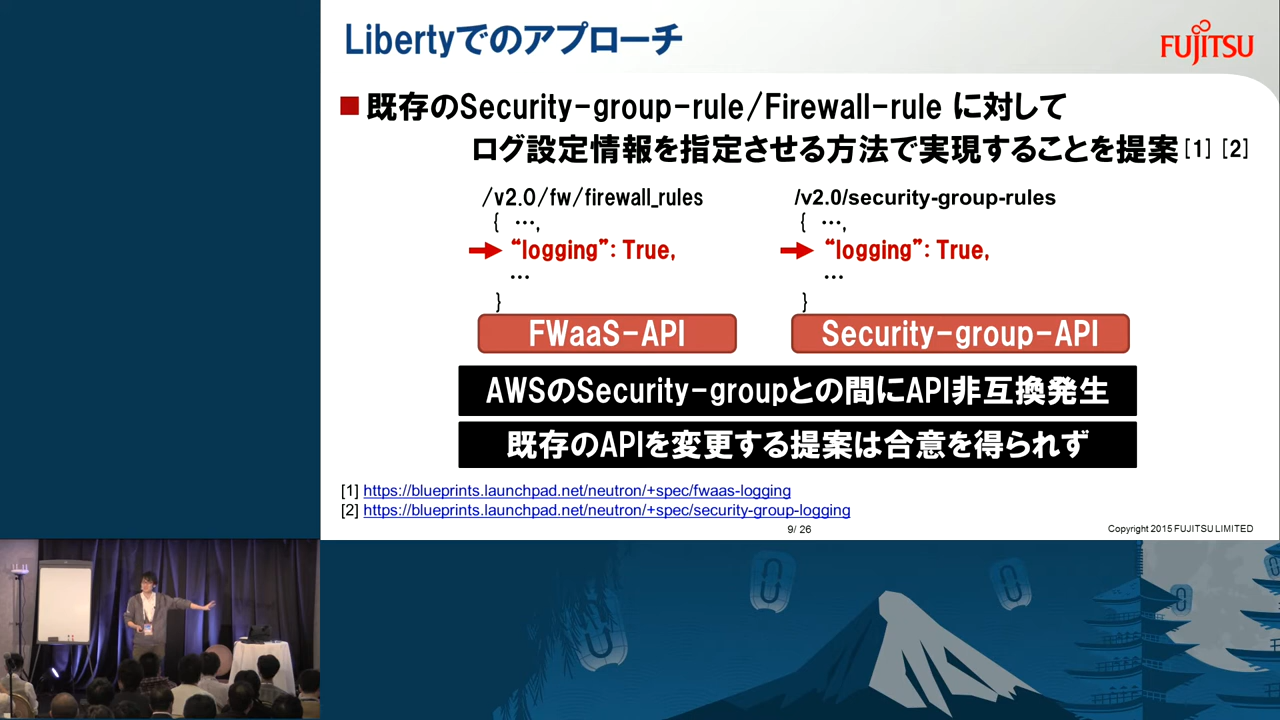 Libertyでのアプローチ
FUJITSU
既存のSecurity-group-rule/Firewall-rule に対して
ログ設定情報を指定させる方法で実現することを提案[1] [2]
/v2.0/fw/firewall_rules
{ …,
“logging”: True,
…
}
FWaaS-API
/v2.0/security-group-rules
{ …,
“logging”: True,
…
}
Security-group-API
AWSのSecurity-groupとの間にAPI非互換発生
既存のAPIを変更する提案は合意を得られず
[1] https://blueprints.launchpad.net/neutron/+spec/fwaas-logging
[2] https://blueprints.launchpad.net/neutron/+spec/security-group-logging
9/ 26
Copyright 2015 FUJITSU LIMITED